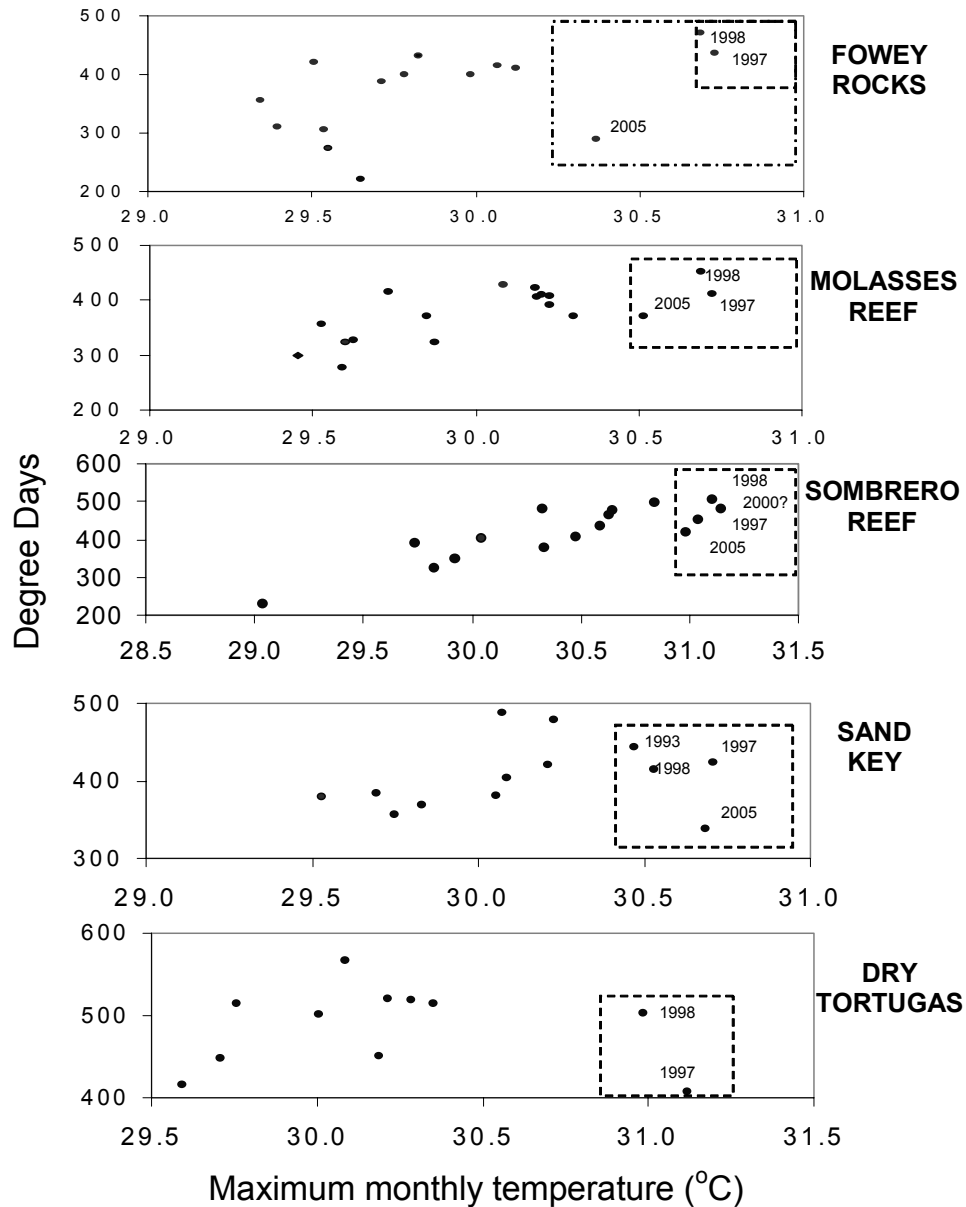 500
400
300
200
29.0 29.5 30.0 30.5 31.0
1998
1997
2005
FOWEY
ROCKS
500
400
300
200
29.0 29.5 30.0 30.5 31.0
1998
2005 1997
MOLASSES
REEF
Degree Days
600
500
400
300
200
28.5 29.0 29.5 30.0 30.5 31.0 31.5
1998
2000?
1997
2005
SOMBRERO
REEF
500
400
300
29.0 29.5 30.0 30.5 31.0
1993 1997
1998
2005
SAND
KEY
600
500
400
29.5 30.0 30.5 31.0 31.5
1998
1997
DRY
TORTUGAS
Maximum monthly temperature (°C)